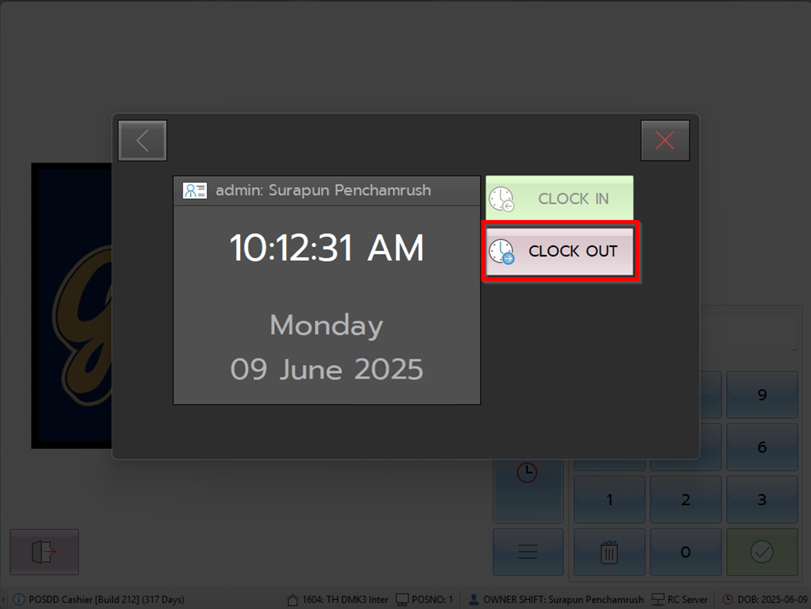 admin: Surapun Penchamrush
CLOCK IN
10:12:31 AM
CLOCK OUT
Monday
09 June 2025
9
6
1
2
3
0
POSDD Cashier [Build 212] (317 Days)
1604: TH DMK3 Inter
POSNO: 1
OWNER SHIFT: Surapun Penchamrush
RC Server
DOB: 2025-06-09